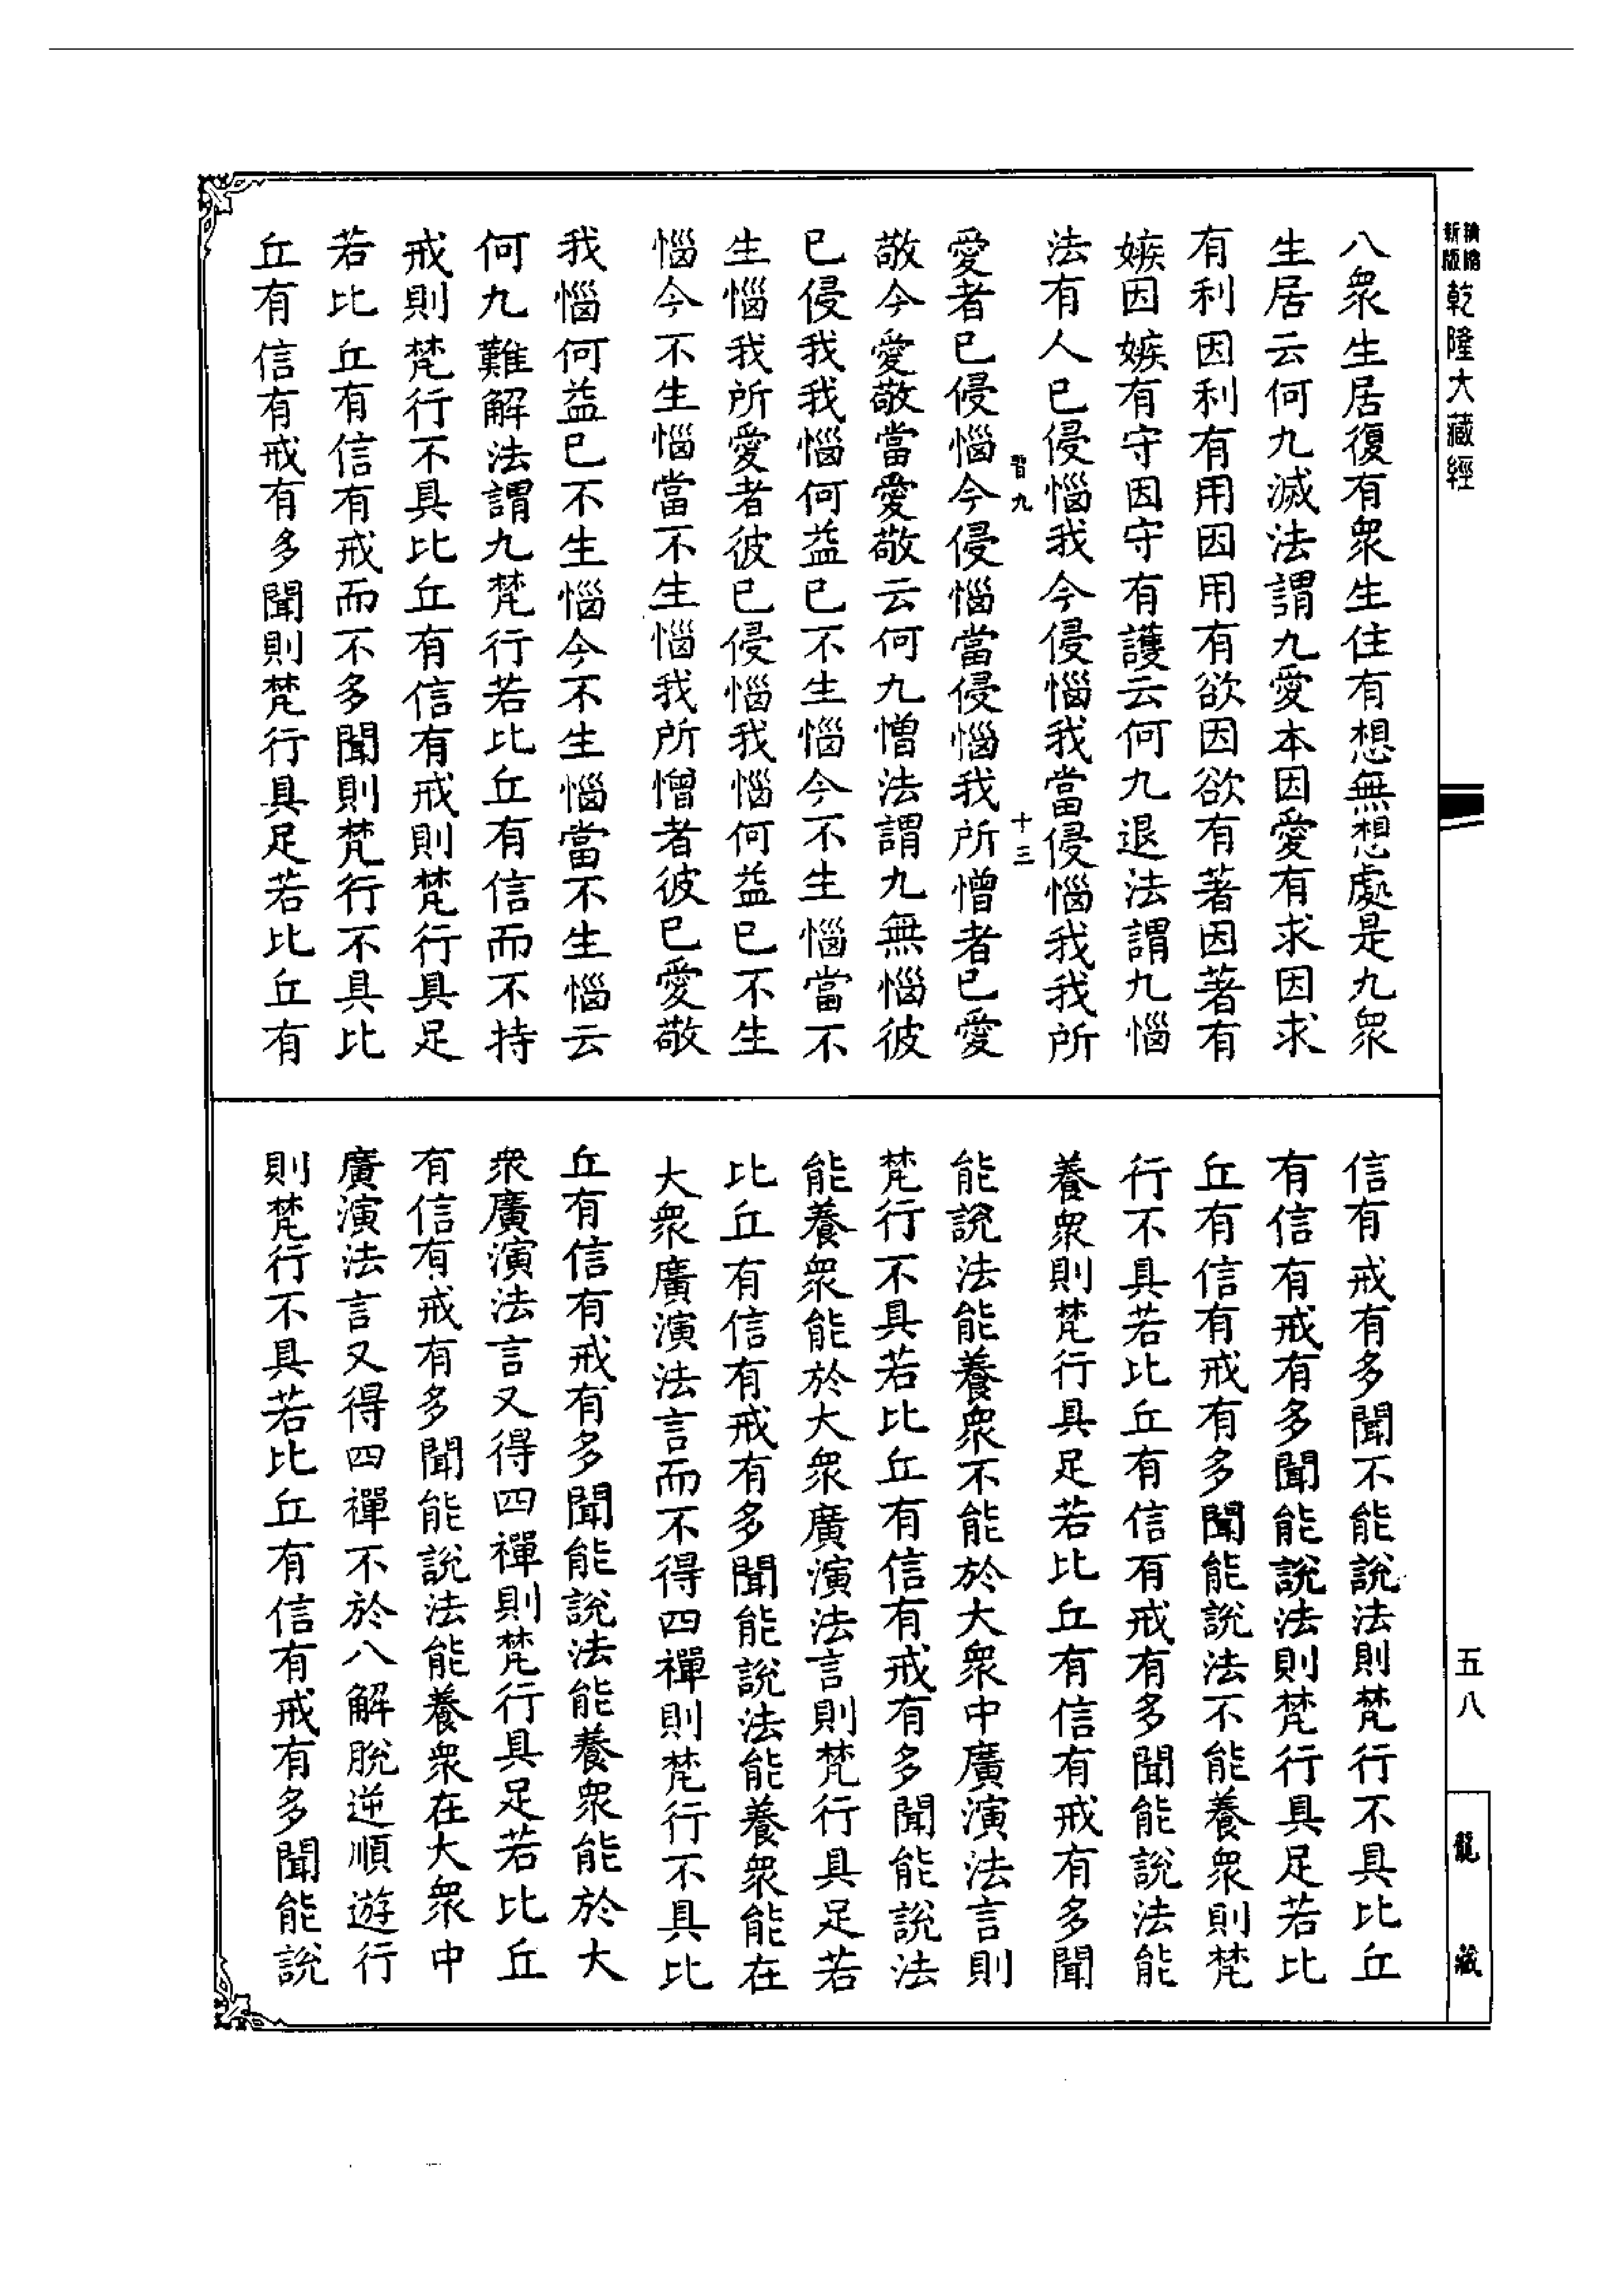 乾隆大藏經
八衆生居復有衆生住有想無想處是九衆
生居云何九滅法謂九愛本因愛有求因求
有利因利有用因用有欲因欲有著因著有
嫉因嫉有守因守有護云何九退法謂九惱
法有人已侵惱我今侵惱我當侵惱我我所
九
十三
愛者已侵惱今侵惱當侵惱我所憎者已愛
敬今愛敬當愛敬云何九憎法謂九無惱彼
已侵我我惱何益已不生惱今不生惱當不
生惱我所愛者彼已侵惱我惱何益已不生
惱今不生惱當不生惱我所憎者彼已愛敬
我惱何益已不生惱今不生惱當不生惱云
何九難解法謂九梵行若比丘有信而不持
戒則梵行不具比丘有信有戒則梵行具足
若比丘有信有戒而不多聞則梵行不具比
丘有信有戒有多聞則梵行具足若比丘有
信有戒有多聞不能說法則梵行不具比丘
有信有戒有多聞能說法則梵行具足若比
丘有信有戒有多聞能說法不能養衆則梵
行不具若比丘有信有戒有多聞能說法能
養衆則梵行具足若比丘有信有戒有多聞
能說法能養衆不能於大衆中廣演法言則
梵行不具若比丘有信有戒有多聞能說法
能養衆能於大衆廣演法言則梵行具足若
比丘有信有戒有多聞能說法能養衆能在
大衆廣演法言而不得四禪則梵行不具比
丘有信有戒有多聞能說法能養衆能於大
衆廣演法言又得四禪則梵行具足若比丘
有信有戒有多聞能說法能養衆在大衆中
廣演法言又得四禪不於八解脫逆順遊行
則梵行不具若比丘有信有戒有多聞能說
五八
龍藏